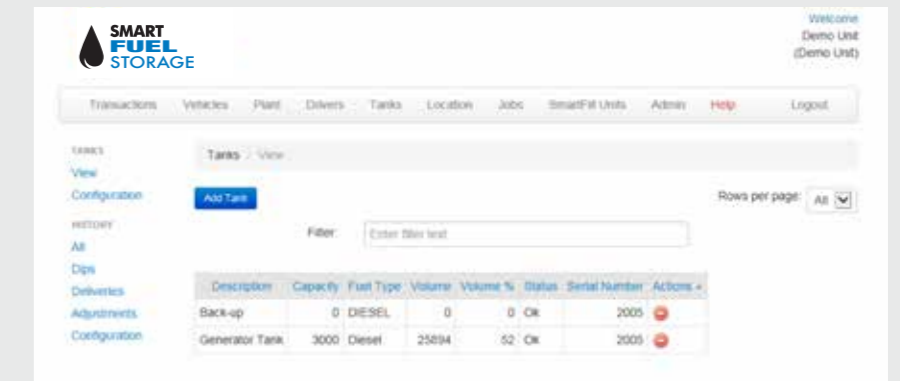 SMART
FUEL
STORAGE
Welcome
Demo Unit
(Demo Unit)
Transactions Vehicles Plant Drivers Tanks Location Jobs SmartFill Units Admin Help Logout
TANKS
View
Configuration
HISTORY
All
Dips
Deliveries
Adjustments
Configuration
Tanks / View
Add Tank
Rows per page: All
Filter: Enter filter text
Description Capacity Fuel Type Volume Volume % Status Serial Number Actions
Back-up 0 DIESEL 0 0 Ok 2005
Generator Tank 3000 Diesel 25894 52 OK 2005